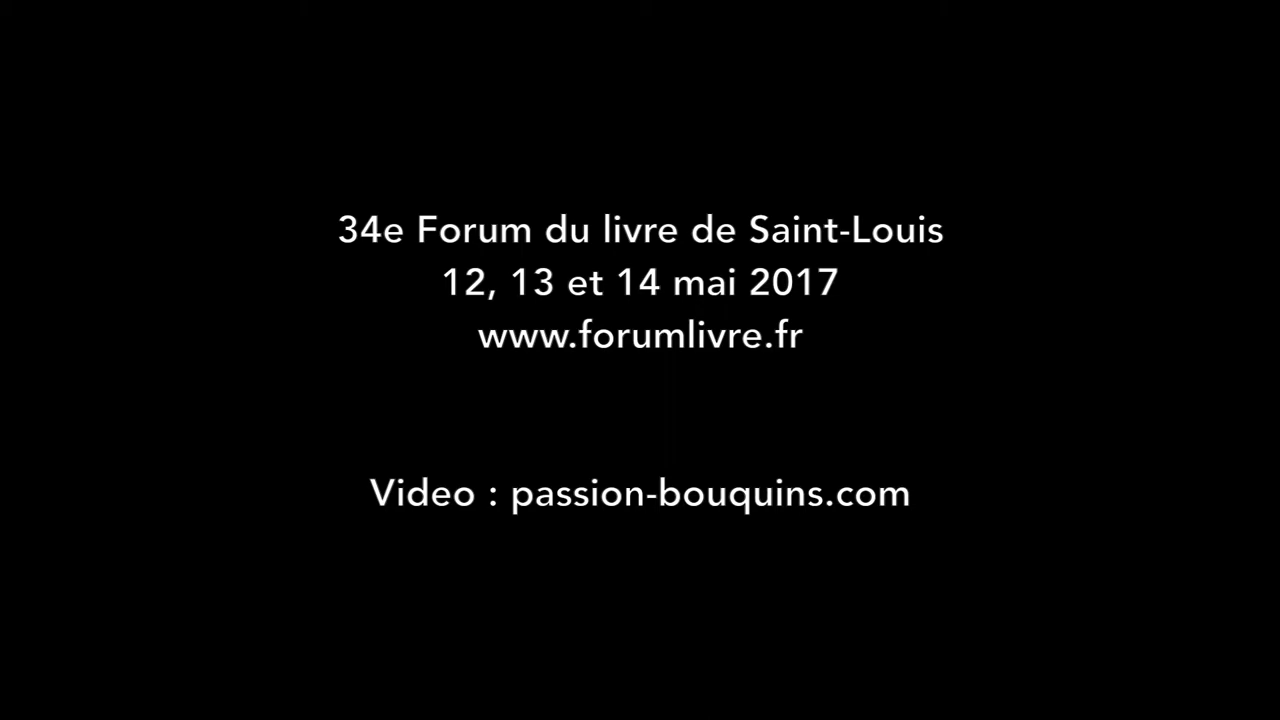 34e Forum du livre de Saint-Louis
12, 13 et 14 mai 2017
www.forumlivre.fr
Video : passion-bouquins.com